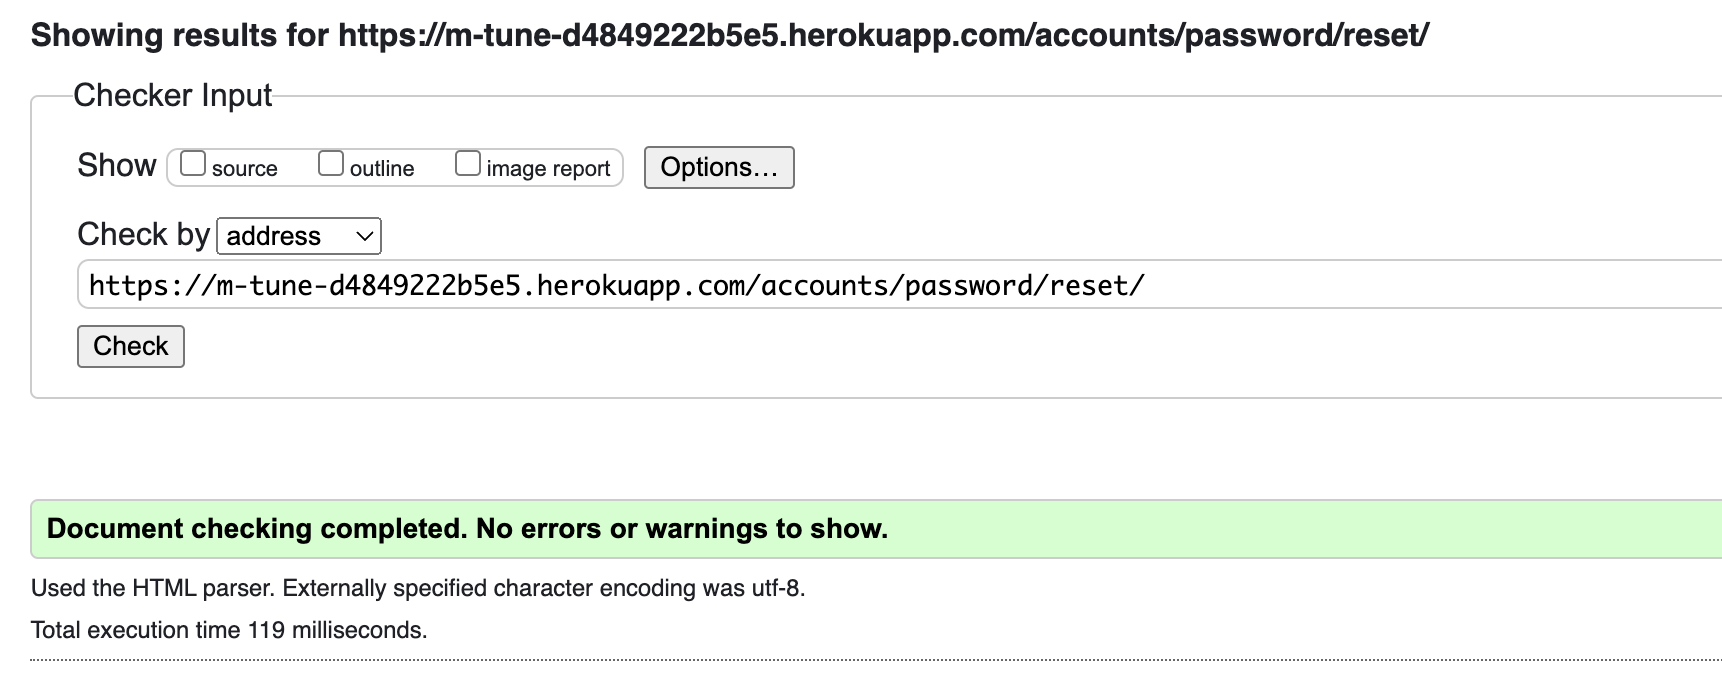 Showing results for https://m-tune-d4849222b5e5.herokuapp.com/accounts/password/reset/
Checker Input
Show source outline image report Options...
Check by address
https://m-tune-d4849222b5e5.herokuapp.com/accounts/password/reset/
Check
Document checking completed. No errors or warnings to show.
Used the HTML parser. Externally specified character encoding was utf-8.
Total execution time 119 milliseconds.